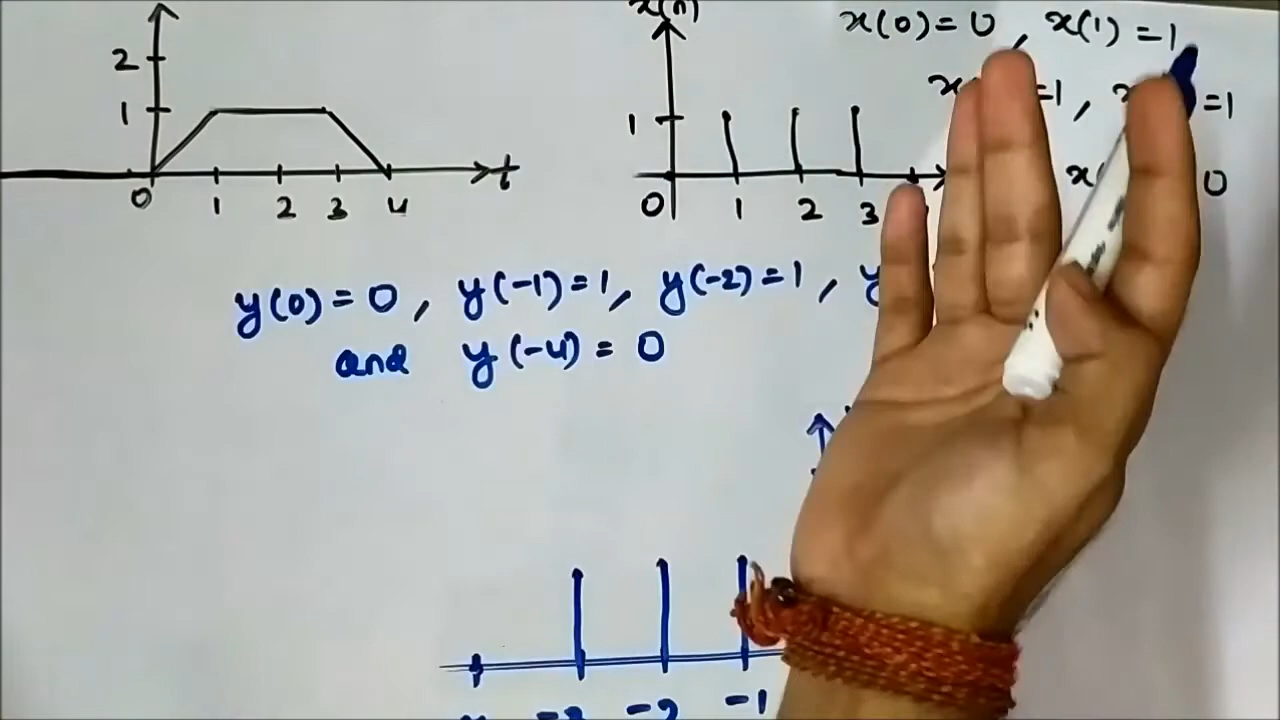 x(n)
x(0) = 0, x(1) = 1
2
1
= 1, = 1
1
0
0 1 2 3 4 t
0 1 2 3
y(0) = 0, y(-1) = 1, y(-2) = 1, y
and y(-4) = 0
-3 -2 -1